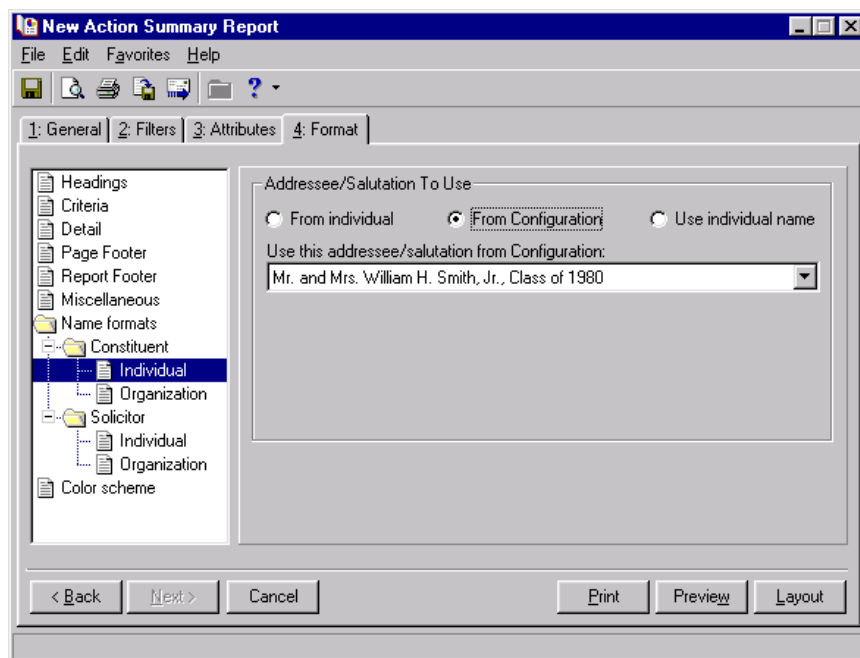 New Action Summary Report
File Edit Favorites Help
?
1: General 2: Filters 3: Attributes 4: Format
Headings
Criteria
Detail
Page Footer
Report Footer
Miscellaneous
Name formats
Constituent
Individual
Organization
Solicitor
Individual
Organization
Color scheme
Addressee/Salutation To Use
From individual From Configuration Use individual name
Use this addressee/salutation from Configuration:
Mr. and Mrs. William H. Smith, Jr., Class of 1980
< Back Next > Cancel Print Preview Layout